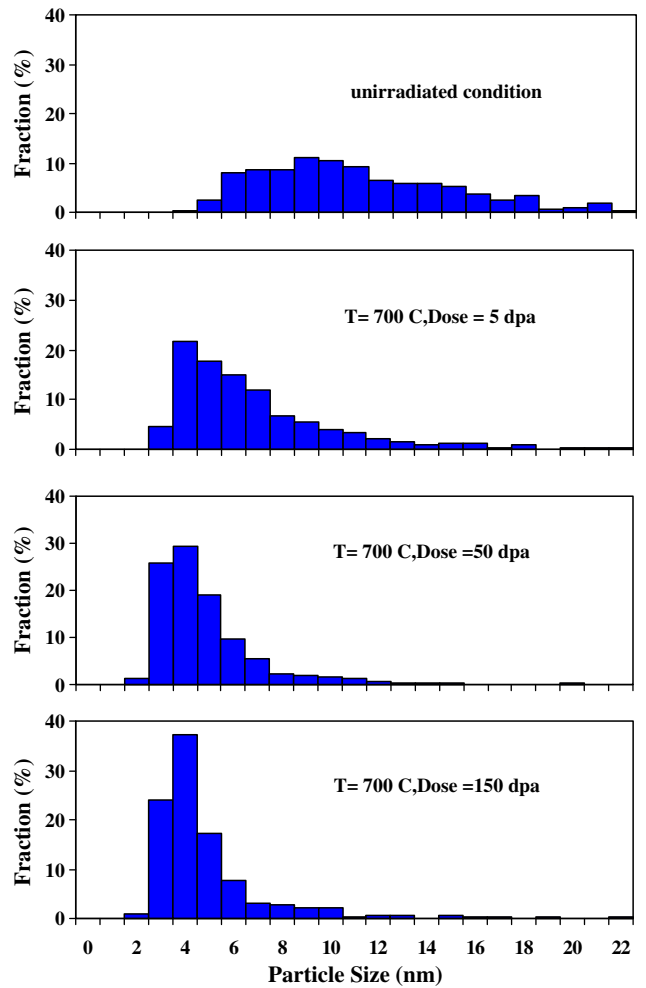 Fraction (%)
40
30
20
10
0
unirradiated condition
Fraction (%)
40
30
20
10
0
T= 700 C,Dose = 5 dpa
Fraction (%)
40
30
20
10
0
T= 700 C,Dose =50 dpa
Fraction (%)
40
30
20
10
0
T= 700 C,Dose =150 dpa
0 4 6 8 10 12 14 16 18 20 22
Particle Size (nm)